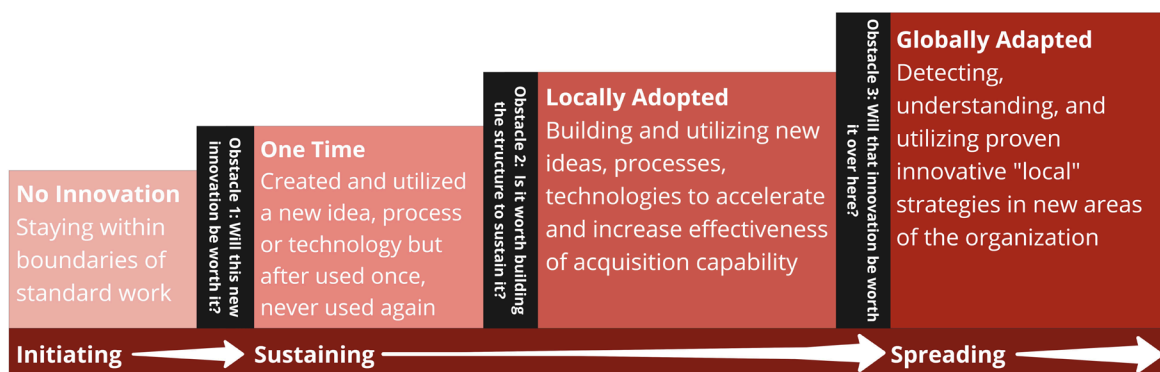 No Innovation
Staying within
boundaries of
standard work
Obstacle 1: Will this new
innovation be worth it?
One Time
Created and utilized
a new idea, process
or technology but
after used once,
never used again
Obstacle 2: Is it worth building
the structure to sustain it?
Locally Adopted
Building and utilizing new
ideas, processes,
technologies to accelerate
and increase effectiveness
of acquisition capability
Obstacle 3: Will that innovation be worth
it over here?
Globally Adapted
Detecting,
understanding, and
utilizing proven
innovative "local"
strategies in new areas
of the organization
Initiating
Sustaining
Spreading